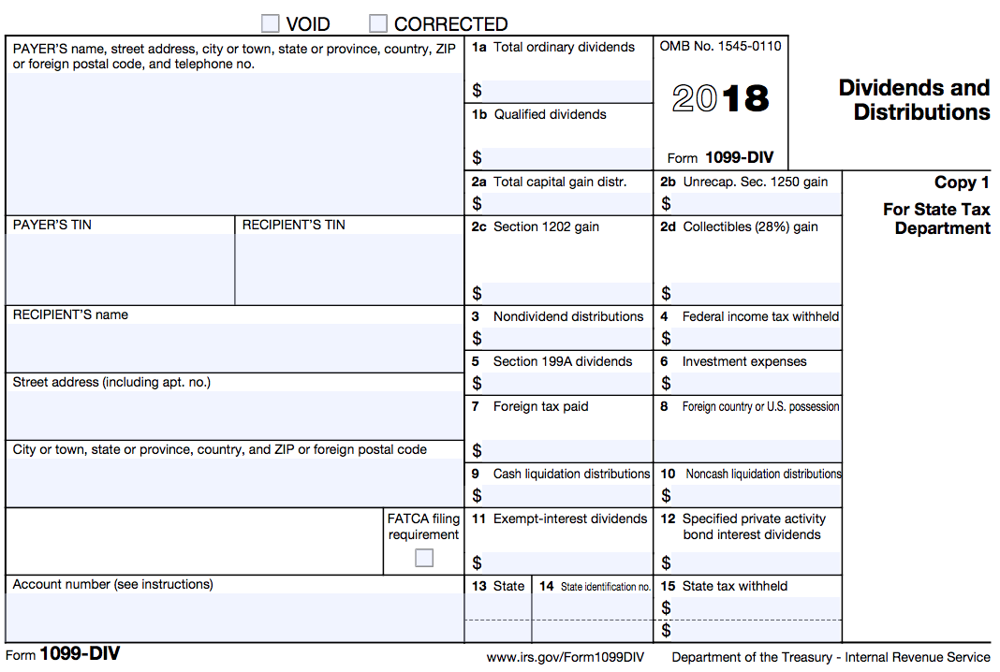 VOID CORRECTED
PAYER'S name, street address, city or town, state or province, country, ZIP
or foreign postal code, and telephone no.
1a Total ordinary dividends
$
1b Qualified dividends
$
OMB No. 1545-0110
2018
Form 1099-DIV
Dividends and
Distributions
2a Total capital gain distr.
$
2b Unrecap. Sec. 1250 gain
$
Copy 1
For State Tax
Department
PAYER'S TIN
RECIPIENT'S TIN
2c Section 1202 gain
$
2d Collectibles (28%) gain
$
RECIPIENT'S name
3 Nondividend distributions
$
4 Federal income tax withheld
$
Street address (including apt. no.)
5 Section 199A dividends
$
6 Investment expenses
$
7 Foreign tax paid
$
8 Foreign country or U.S. possession
City or town, state or province, country, and ZIP or foreign postal code
9 Cash liquidation distributions
$
10 Noncash liquidation distributions
$
FATCA filing
requirement
11 Exempt-interest dividends
$
12 Specified private activity
bond interest dividends
$
Account number (see instructions)
13 State
14 State identification no.
15 State tax withheld
$
$
Form 1099-DIV
www.irs.gov/Form1099DIV
Department of the Treasury - Internal Revenue Service